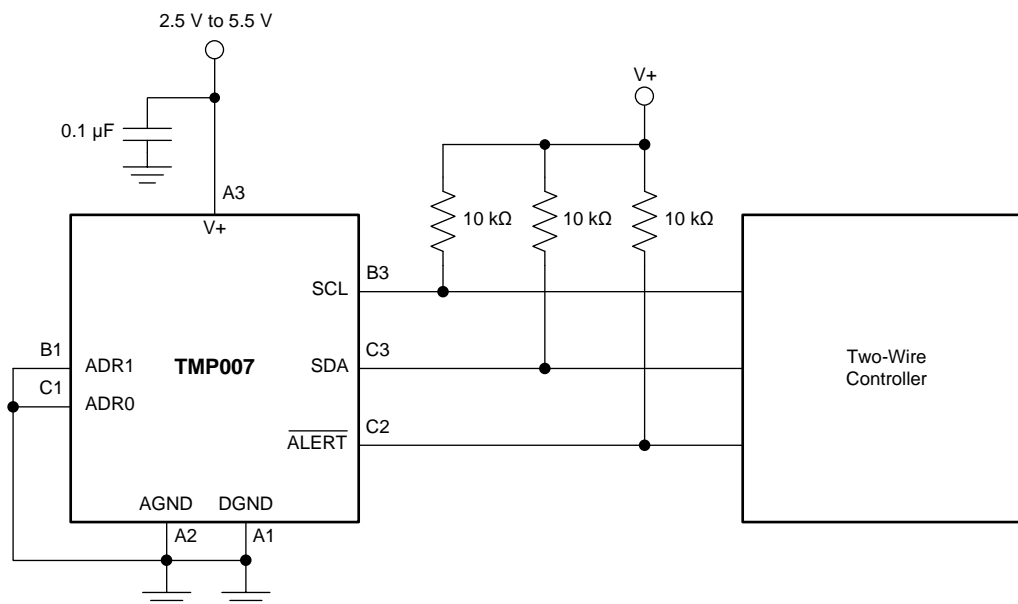 2.5 V to 5.5 V
V+
0.1 µF
A3
10 kΩ
10 kΩ
10 kΩ
V+
B3
SCL
B1
ADR1
TMP007
C3
SDA
Two-Wire
Controller
C1
ADR0
C2
ALERT
AGND
DGND
A2
A1